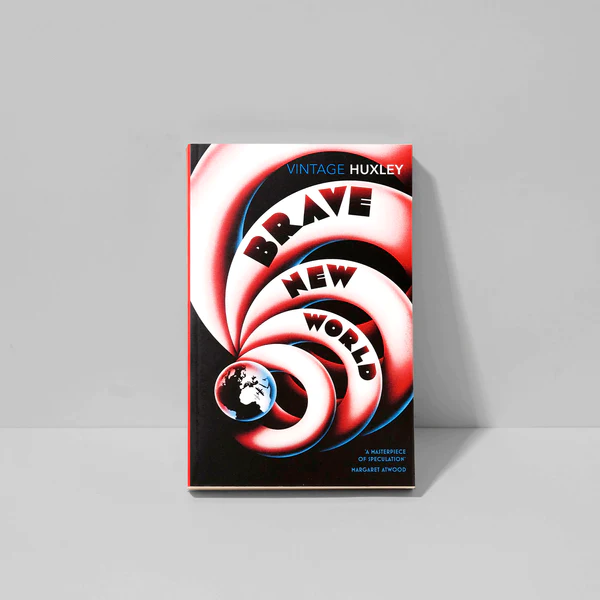 VINTAGE HUXLEY
BRAVE
NEW
WORLD
'A MASTERPIECE
OF SPECULATION'
MARGARET ATWOOD